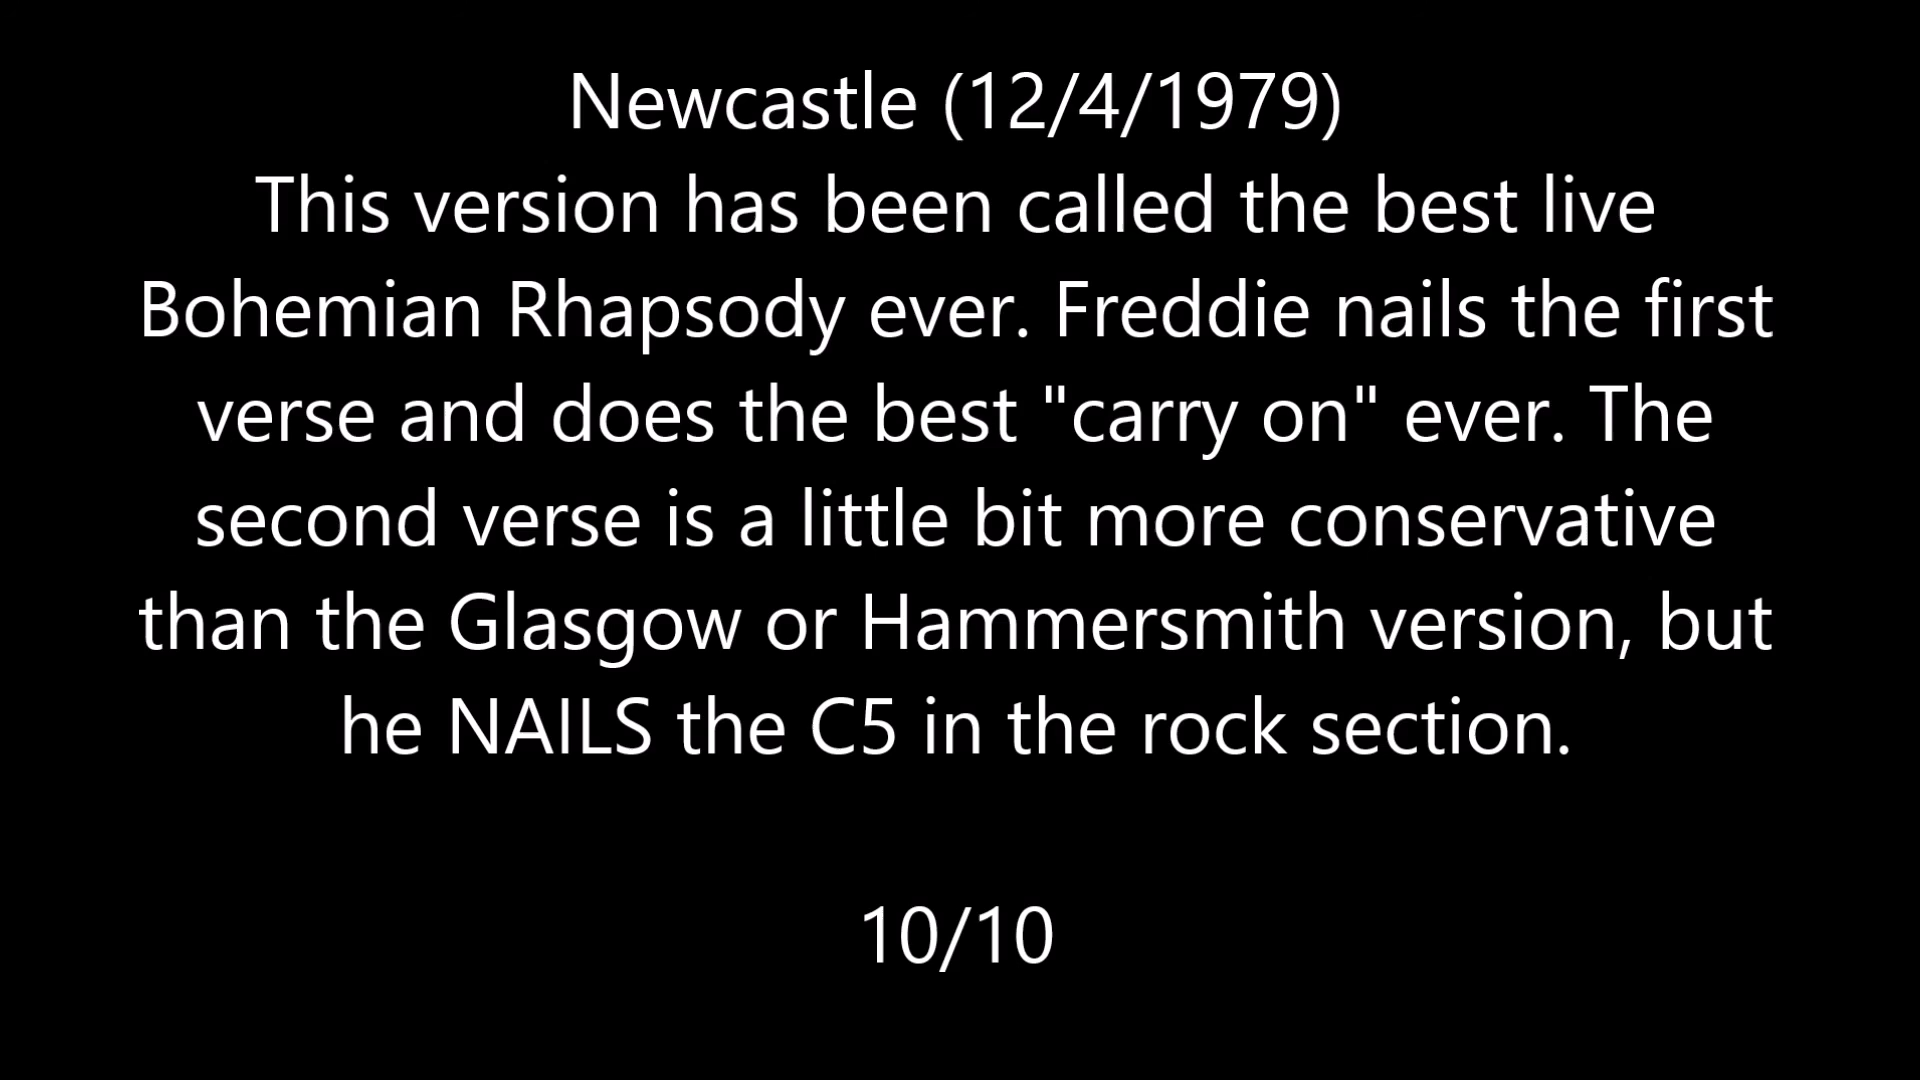 Newcastle (12/4/1979)
This version has been called the best live
Bohemian Rhapsody ever. Freddie nails the first
verse and does the best "carry on" ever. The
second verse is a little bit more conservative
than the Glasgow or Hammersmith version, but
he NAILS the C5 in the rock section.
10/10